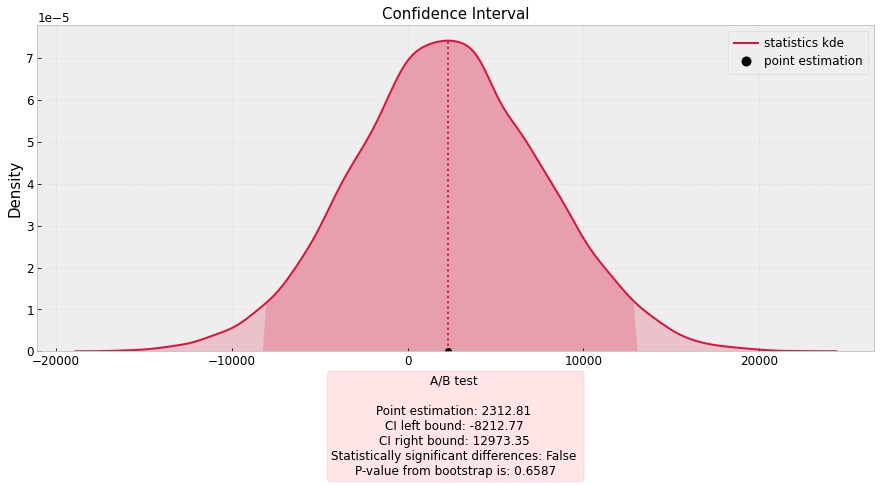 Confidence Interval
1e−5
statistics kde
point estimation
Density
7
6
5
4
3
2
1
0
−20000
−10000
0
10000
20000
A/B test
Point estimation: 2312.81
CI left bound: -8212.77
CI right bound: 12973.35
Statistically significant differences: False
P-value from bootstrap is: 0.6587